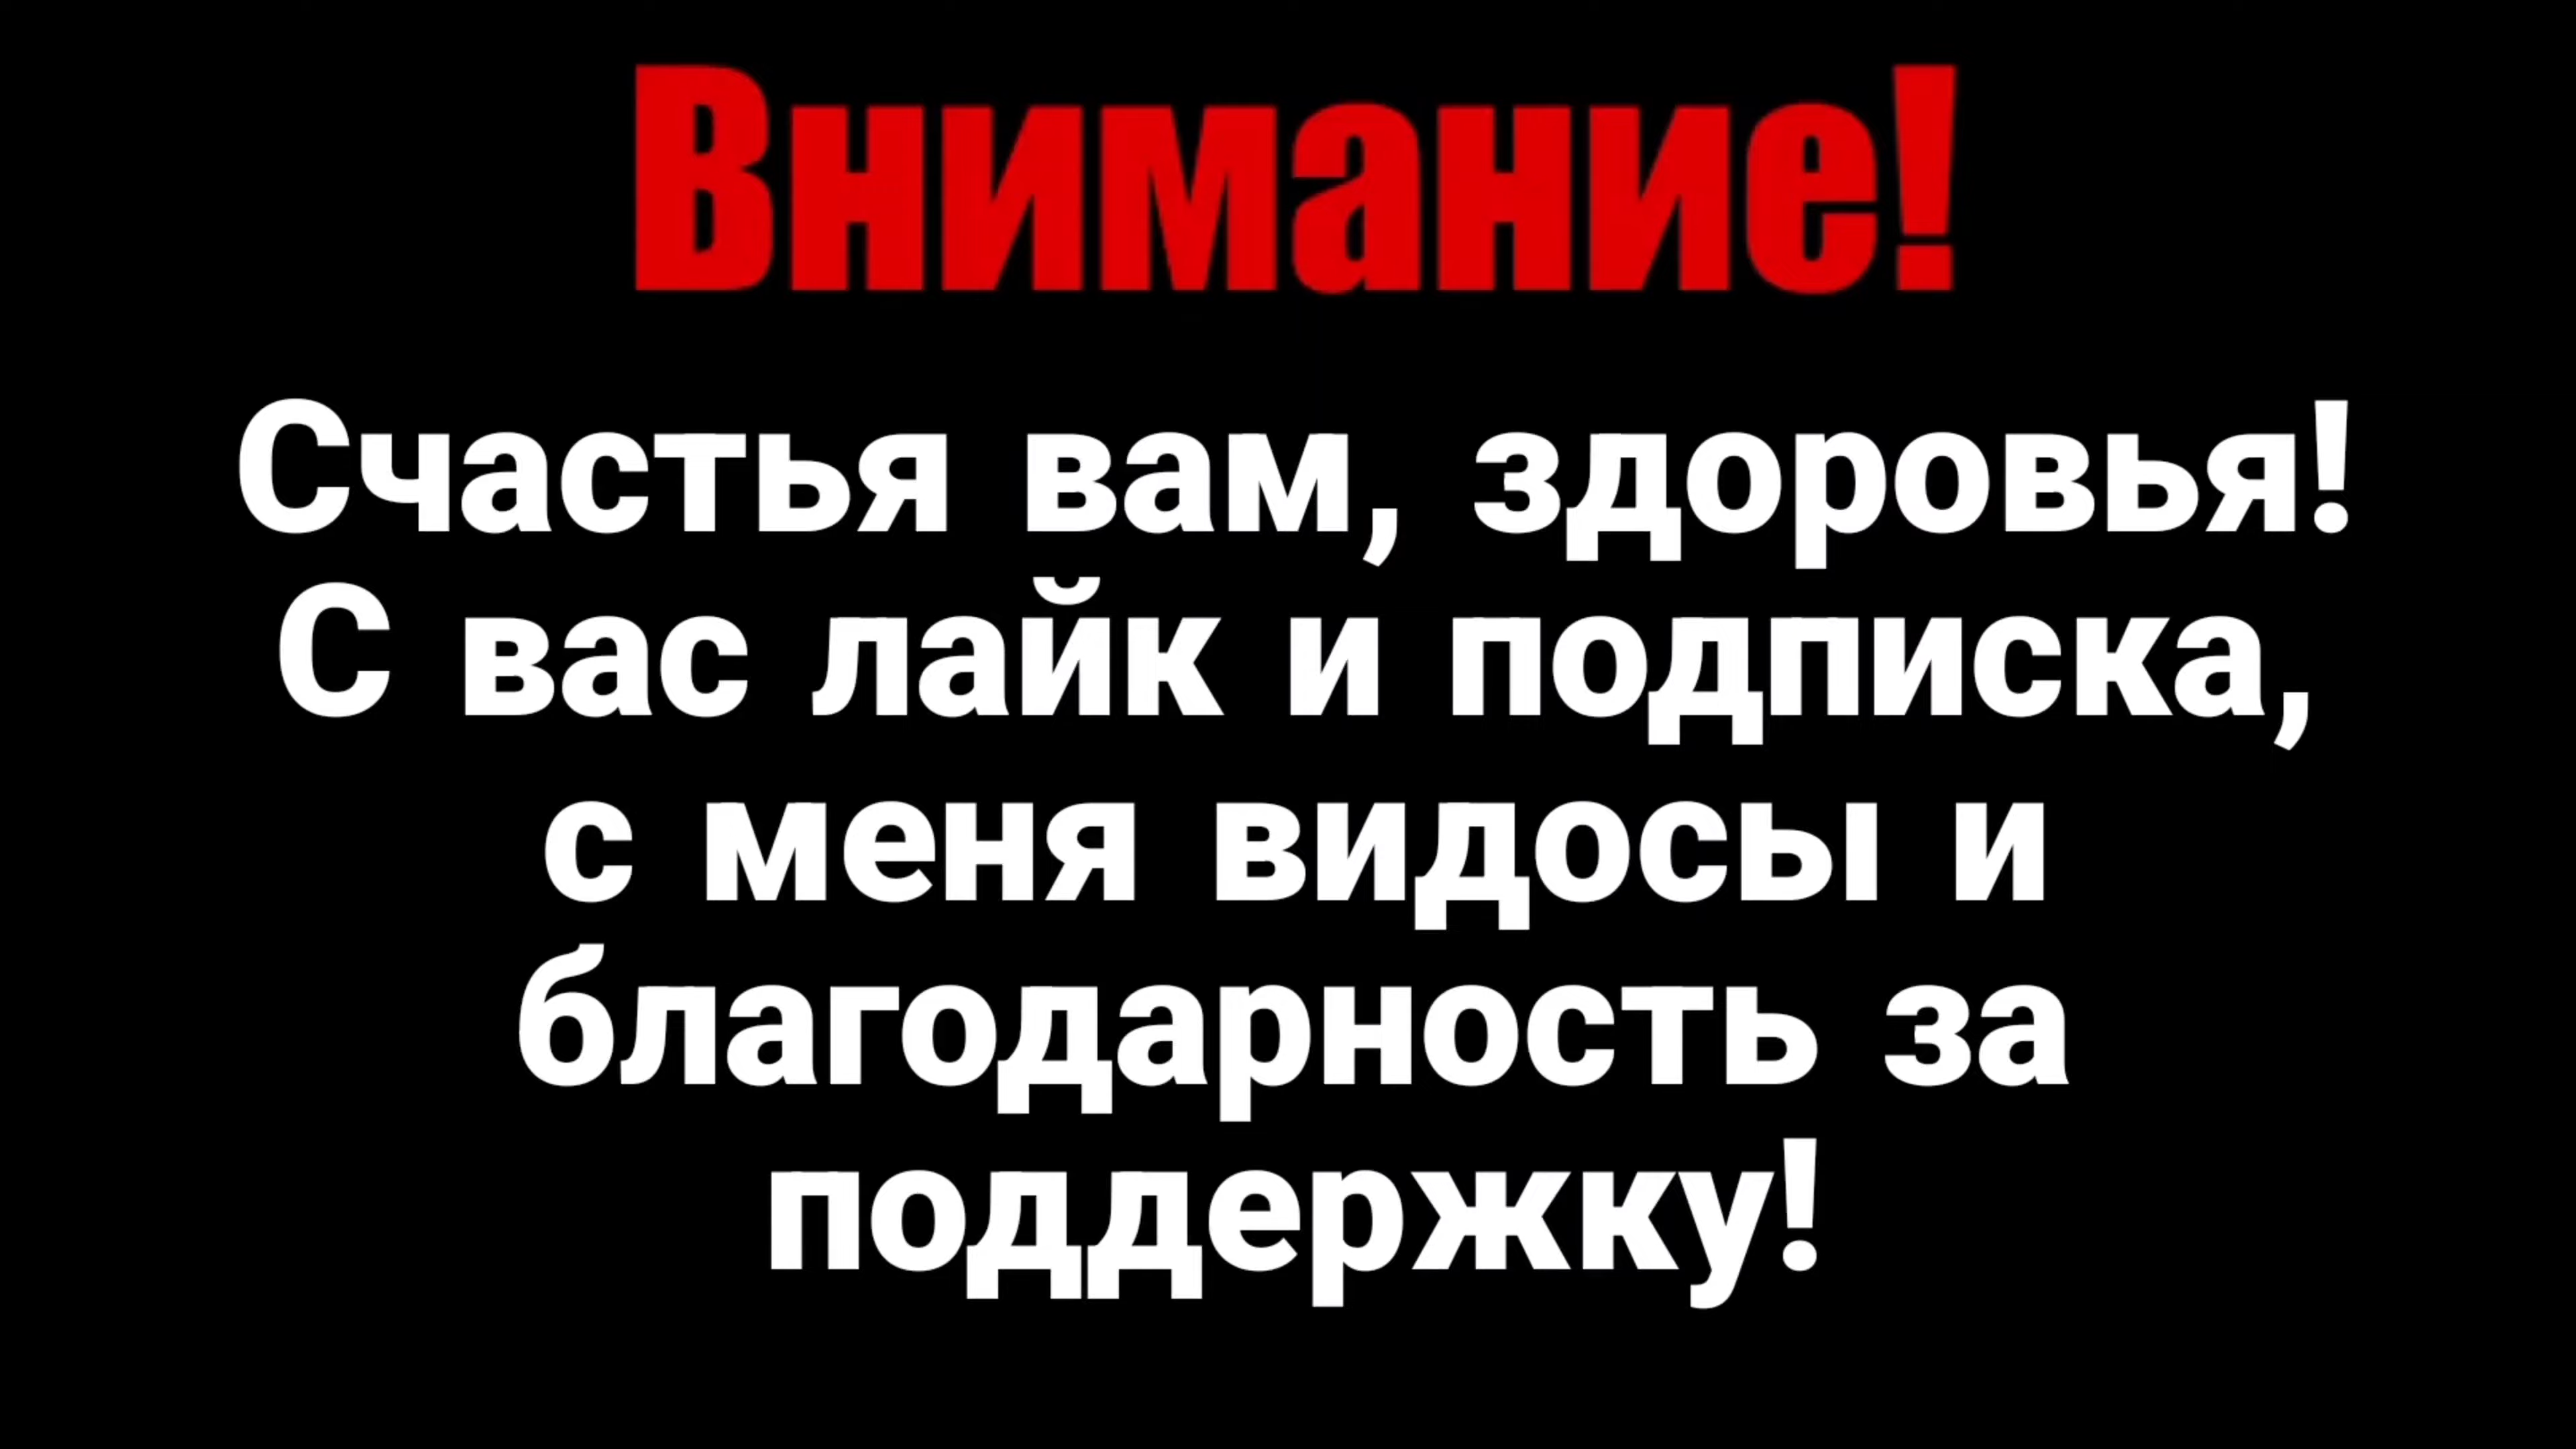 Внимание!
Счастья вам, здоровья!
С вас лайк и подписка,
с меня видосы и
благодарность за
поддержку!